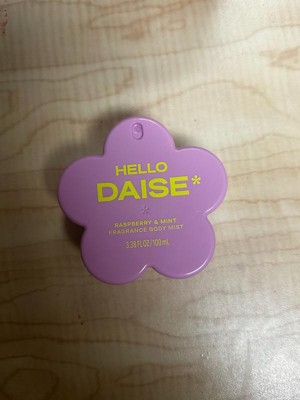 HELLO
DAISE*
RASPBERRY & MINT
FRAGRANCE BODY MIST
3.38 FL OZ / 100 mL